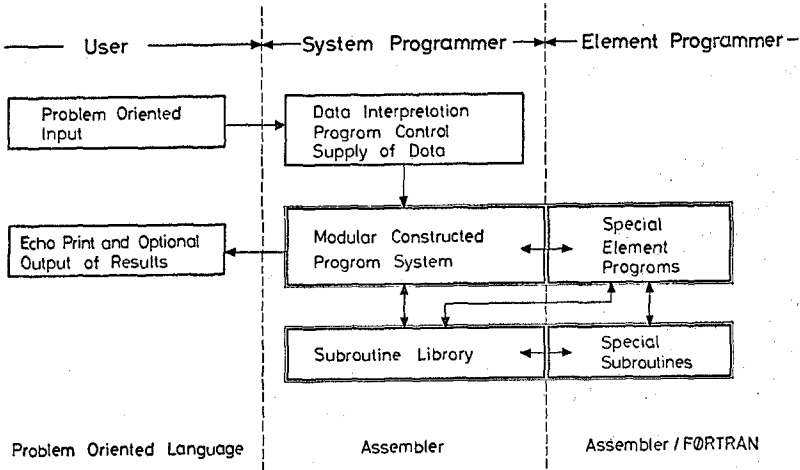 User
System Programmer
Element Programmer
Problem Oriented
Input
Data Interpretation
Program Control
Supply of Data
Echo Print and Optional
Output of Results
Modular Constructed
Program System
Special
Element
Programs
Subroutine Library
Special
Subroutines
Problem Oriented Language
Assembler
Assembler / FØRTRAN